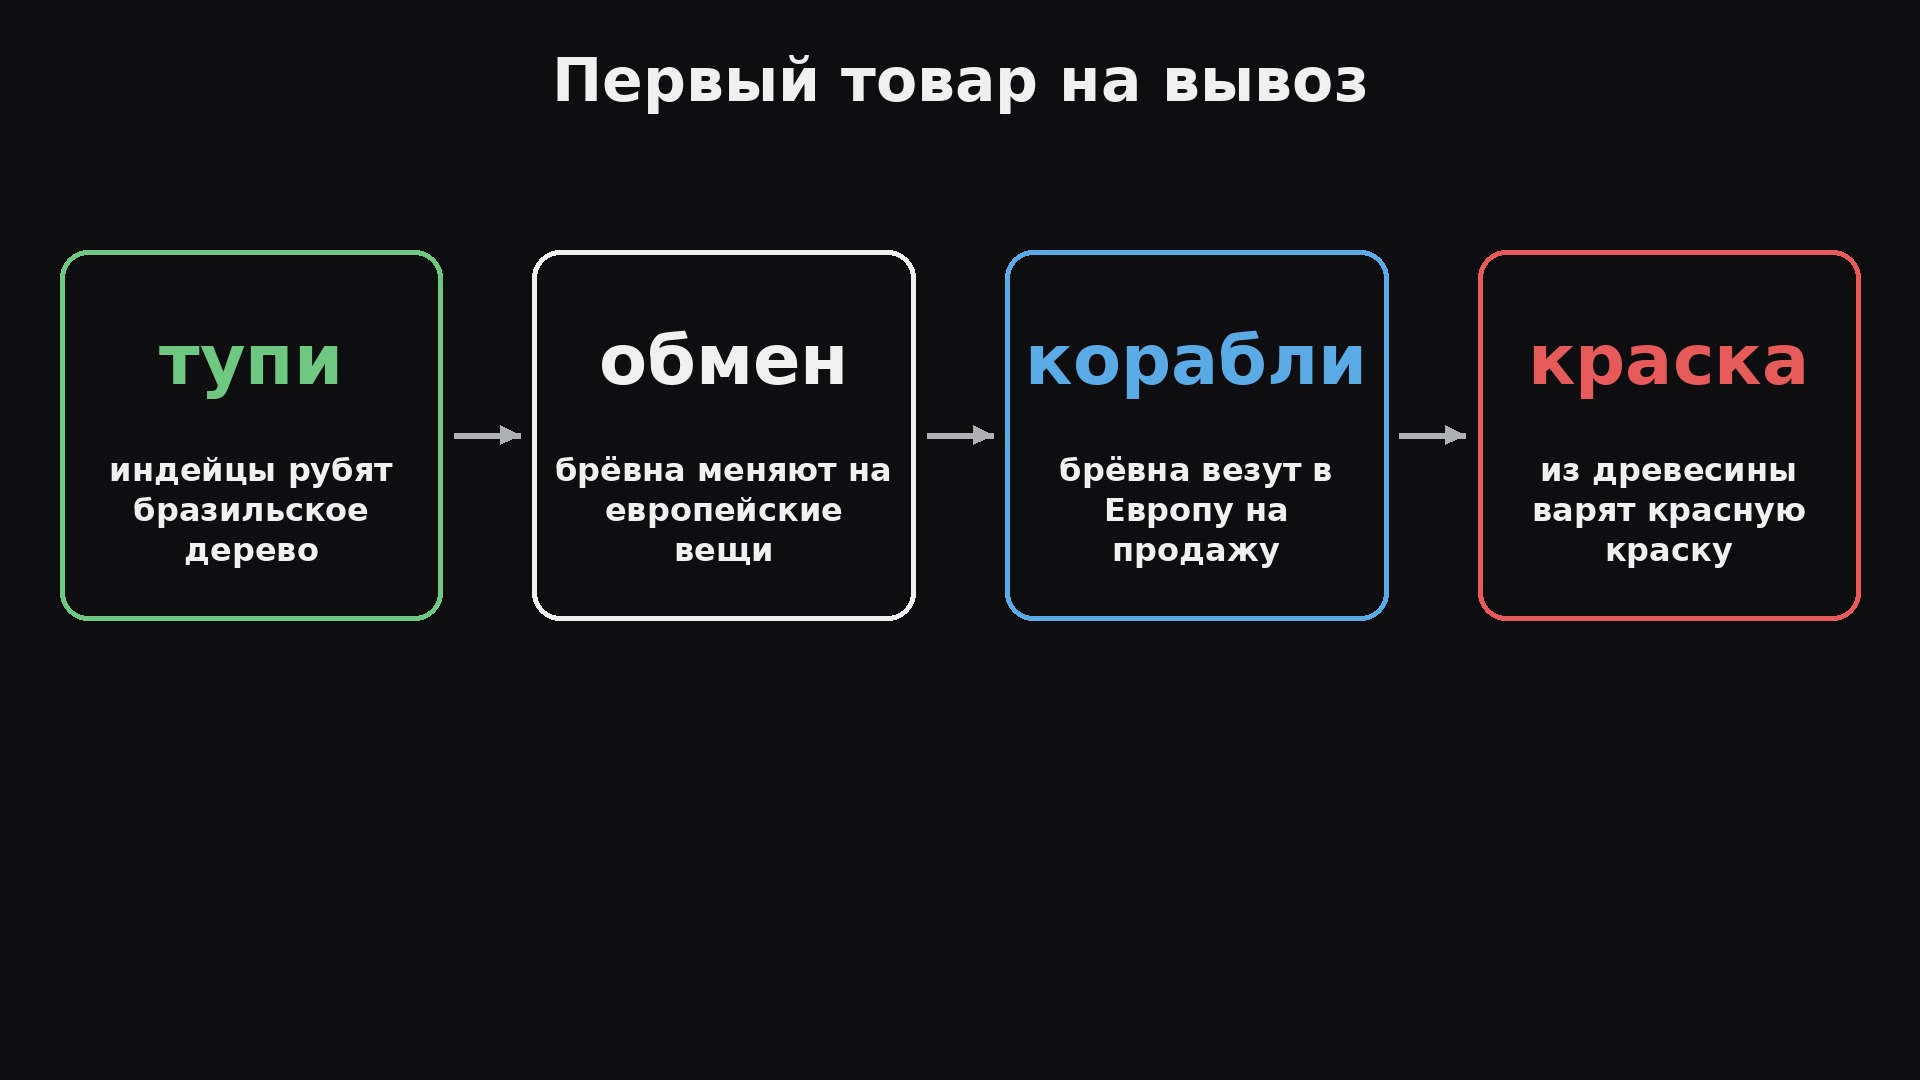 Первый товар на вывоз
тупи
индейцы рубят
бразильское
дерево
обмен
брёвна меняют на
европейские
вещи
корабли
брёвна везут в
Европу на
продажу
краска
из древесины
варят красную
краску